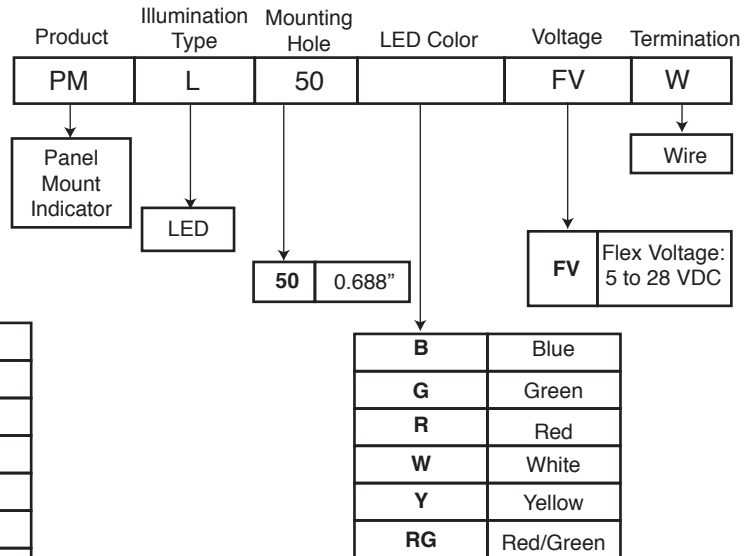 Product Illumination Type Mounting Hole LED Color Voltage Termination
PM L 50 FV W
Panel
Mount
Indicator
LED
50 0.688"
Wire
FV Flex Voltage:
5 to 28 VDC
B Blue
G Green
R Red
W White
Y Yellow
RG Red/Green